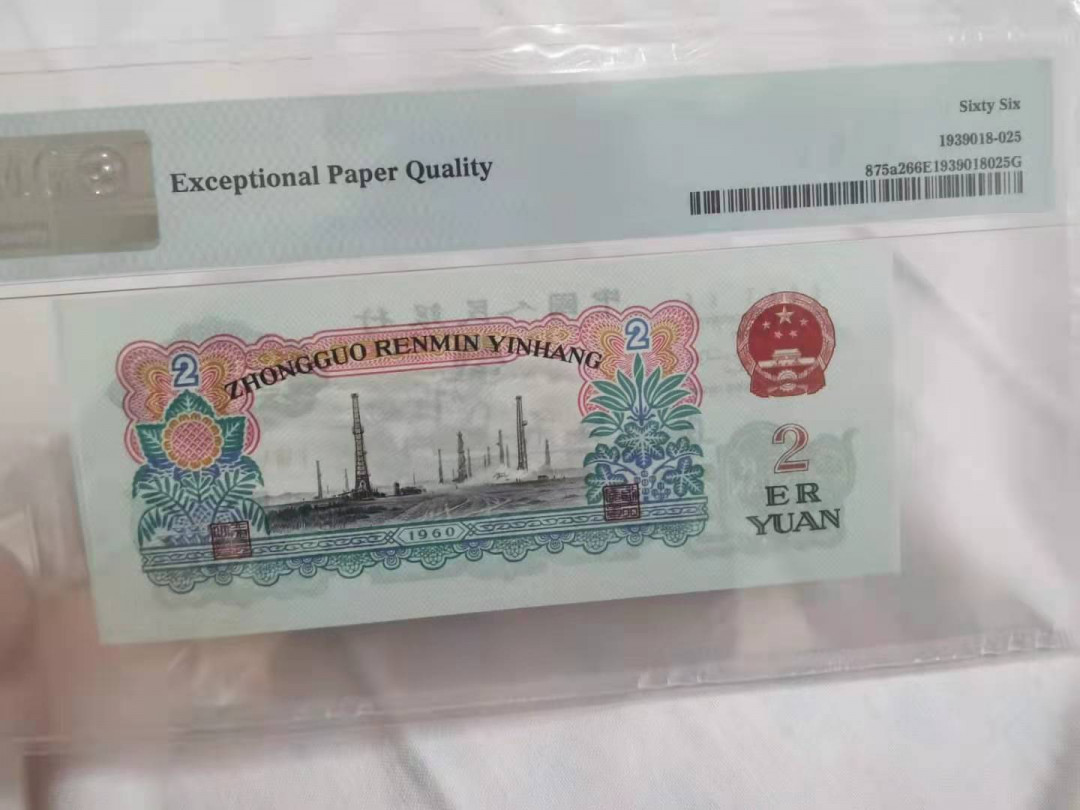 Sixty Six
1939018-025
Exceptional Paper Quality
875a266E1939018025G
2
2
ZHONGGUO RENMIN YINHANG
2
ER
YUAN
1960